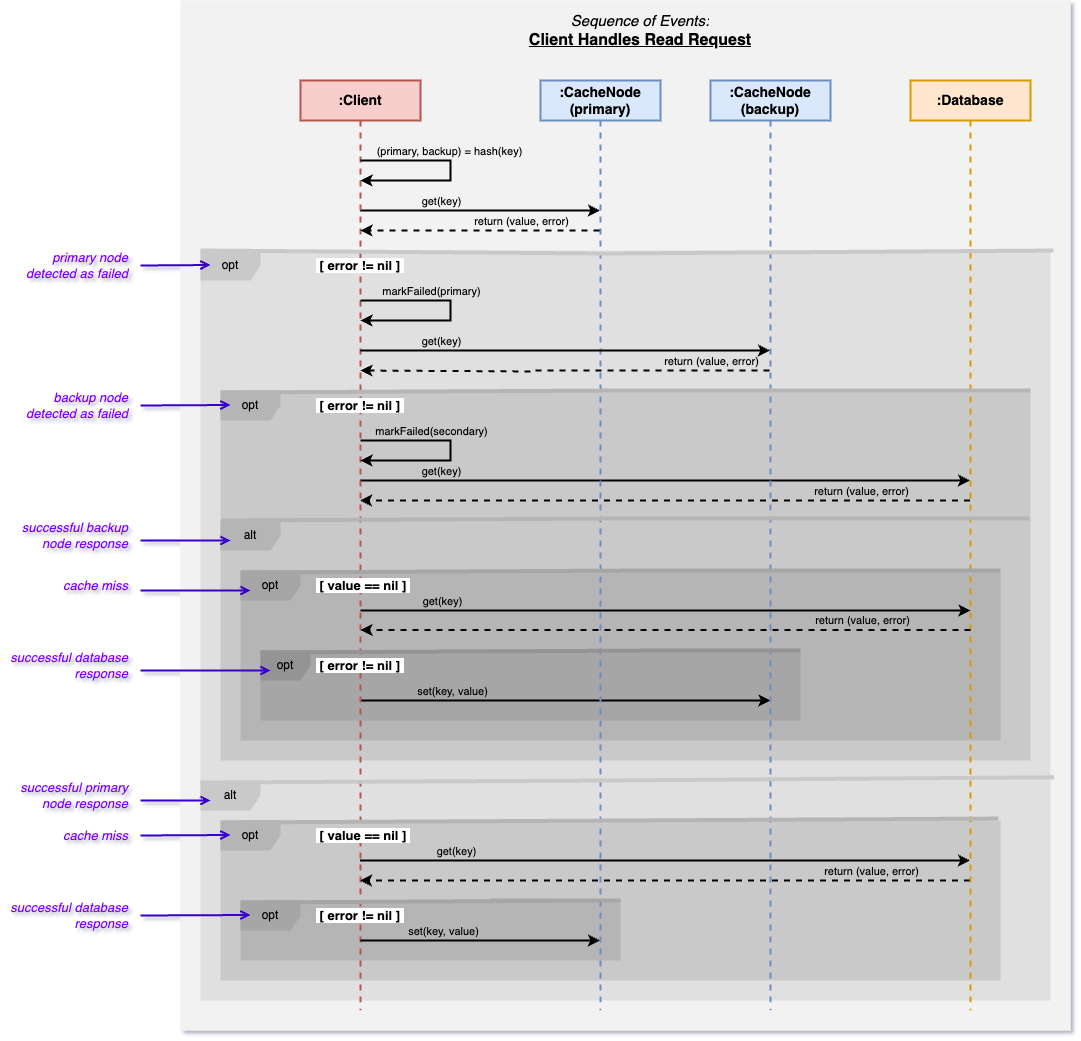 Sequence of Events:
Client Handles Read Request
:Client
:CacheNode
(primary)
:CacheNode
(backup)
:Database
(primary, backup) = hash(key)
get(key)
return (value, error)
primary node
detected as failed
opt
[ error != nil ]
markFailed(primary)
get(key)
return (value, error)
backup node
detected as failed
opt
[ error != nil ]
markFailed(secondary)
get(key)
return (value, error)
successful backup
node response
alt
cache miss
opt
[ value == nil ]
get(key)
return (value, error)
successful database
response
opt
[ error != nil ]
set(key, value)
successful primary
node response
alt
cache miss
opt
[ value == nil ]
get(key)
return (value, error)
successful database
response
opt
[ error != nil ]
set(key, value)